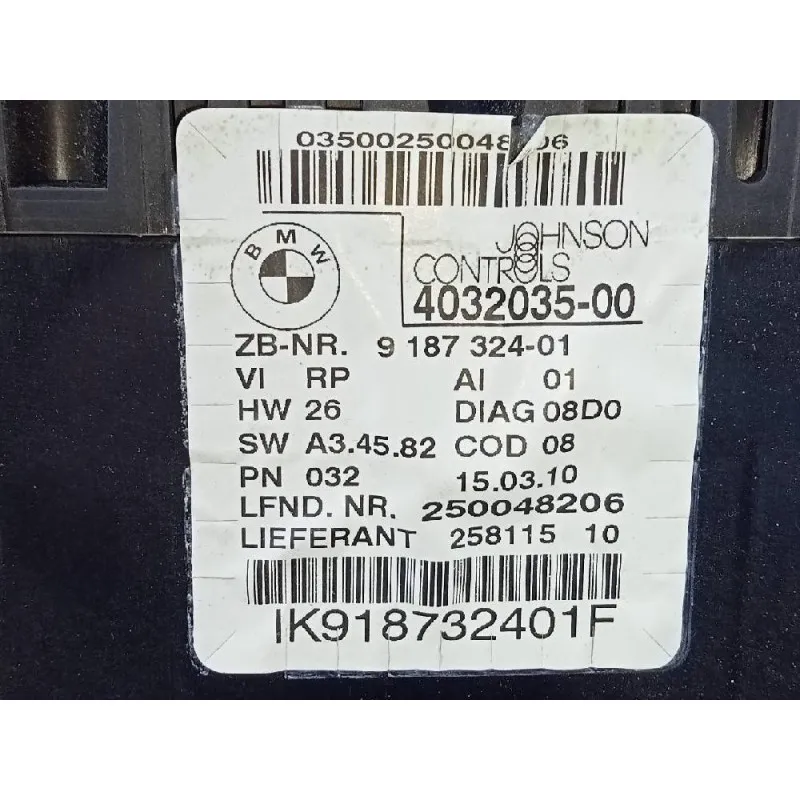 03500250048 06
BMW
JOHNSON
CONTROLS
4032035-00
ZB-NR. 9 187 324-01
VI RP AI 01
HW 26 DIAG 08D0
SW A3.45.82 COD 08
PN 032 15.03.10
LFND. NR. 250048206
LIEFERANT 258115 10
IK918732401F